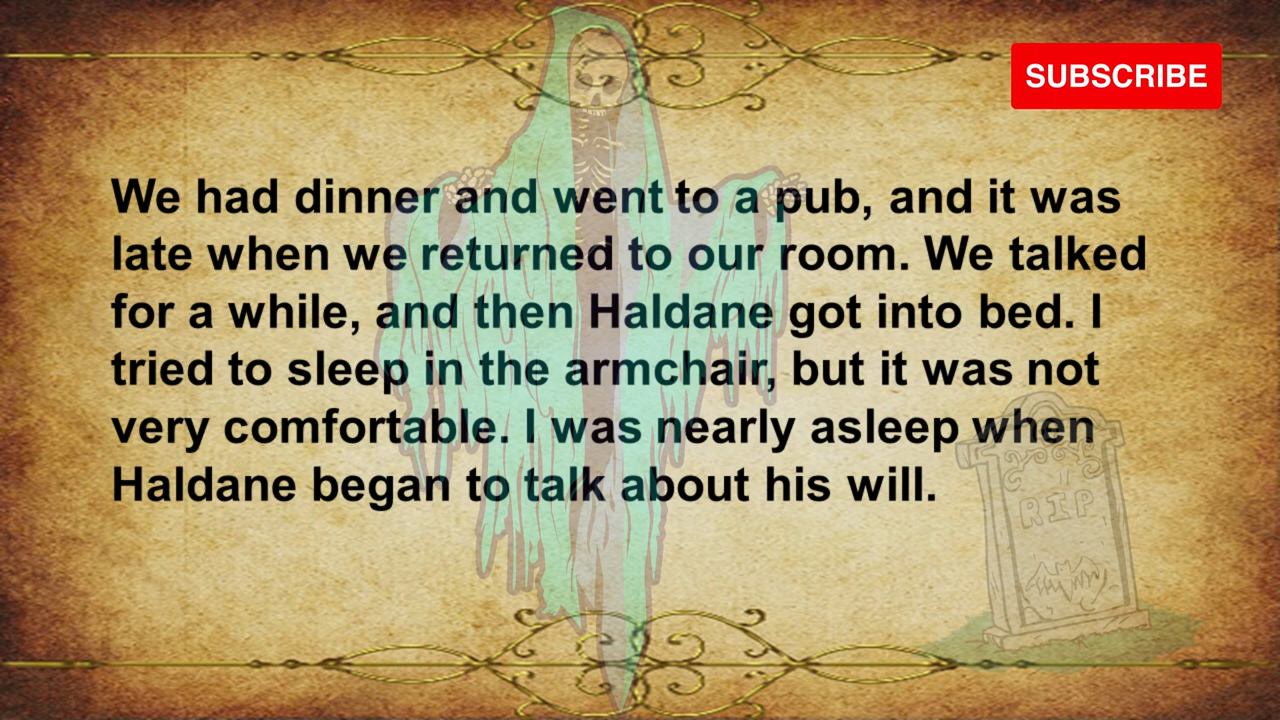 SUBSCRIBE
We had dinner and went to a pub, and it was
late when we returned to our room. We talked
for a while, and then Haldane got into bed. I
tried to sleep in the armchair, but it was not
very comfortable. I was nearly asleep when
Haldane began to talk about his will.
RIP